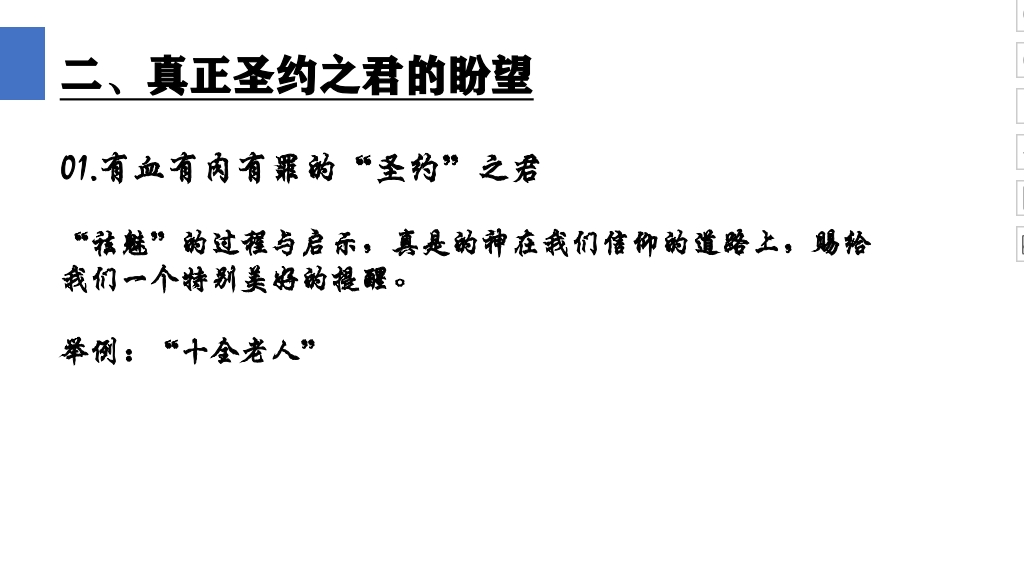 二、真正圣约之君的盼望
01.有血有肉有罪的“圣约”之君
“祛魅”的过程与启示，真是的神在我们信仰的道路上，赐给
我们一个特别美好的提醒。
举例：“十全老人”